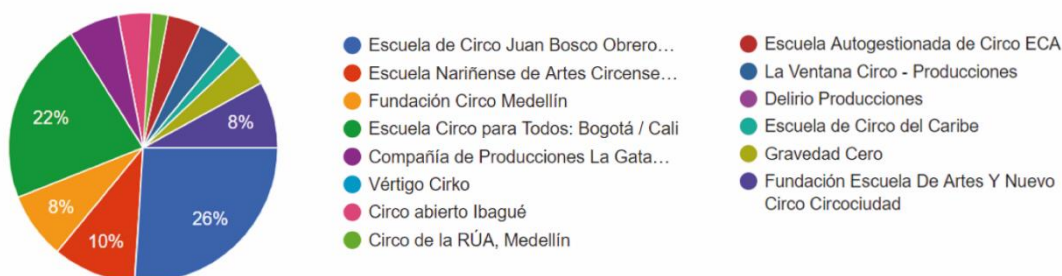 22%
8%
10%
26%
8%
Escuela de Circo Juan Bosco Obrero…
Escuela Nariñense de Artes Circense…
Fundación Circo Medellín
Escuela Circo para Todos: Bogotá / Cali
Compañía de Producciones La Gata…
Vértigo Cirko
Circo abierto Ibagué
Circo de la RÚA, Medellín
Escuela Autogestionada de Circo ECA
La Ventana Circo - Producciones
Delirio Producciones
Escuela de Circo del Caribe
Gravedad Cero
Fundación Escuela De Artes Y Nuevo
Circo Circociudad